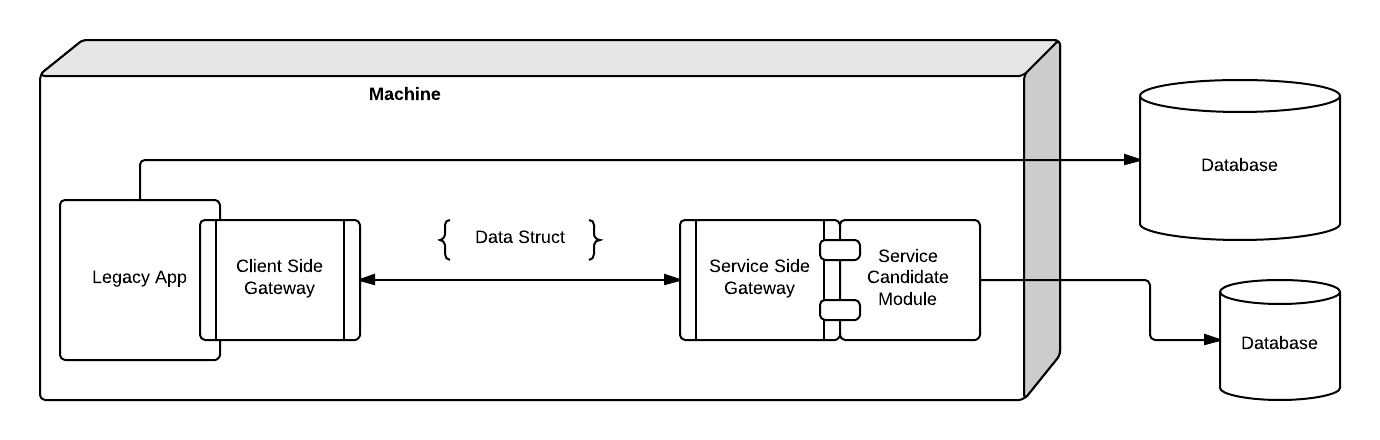 Machine
Database
Legacy App
Client Side
Gateway
{ Data Struct }
Service Side
Gateway
Service
Candidate
Module
Database